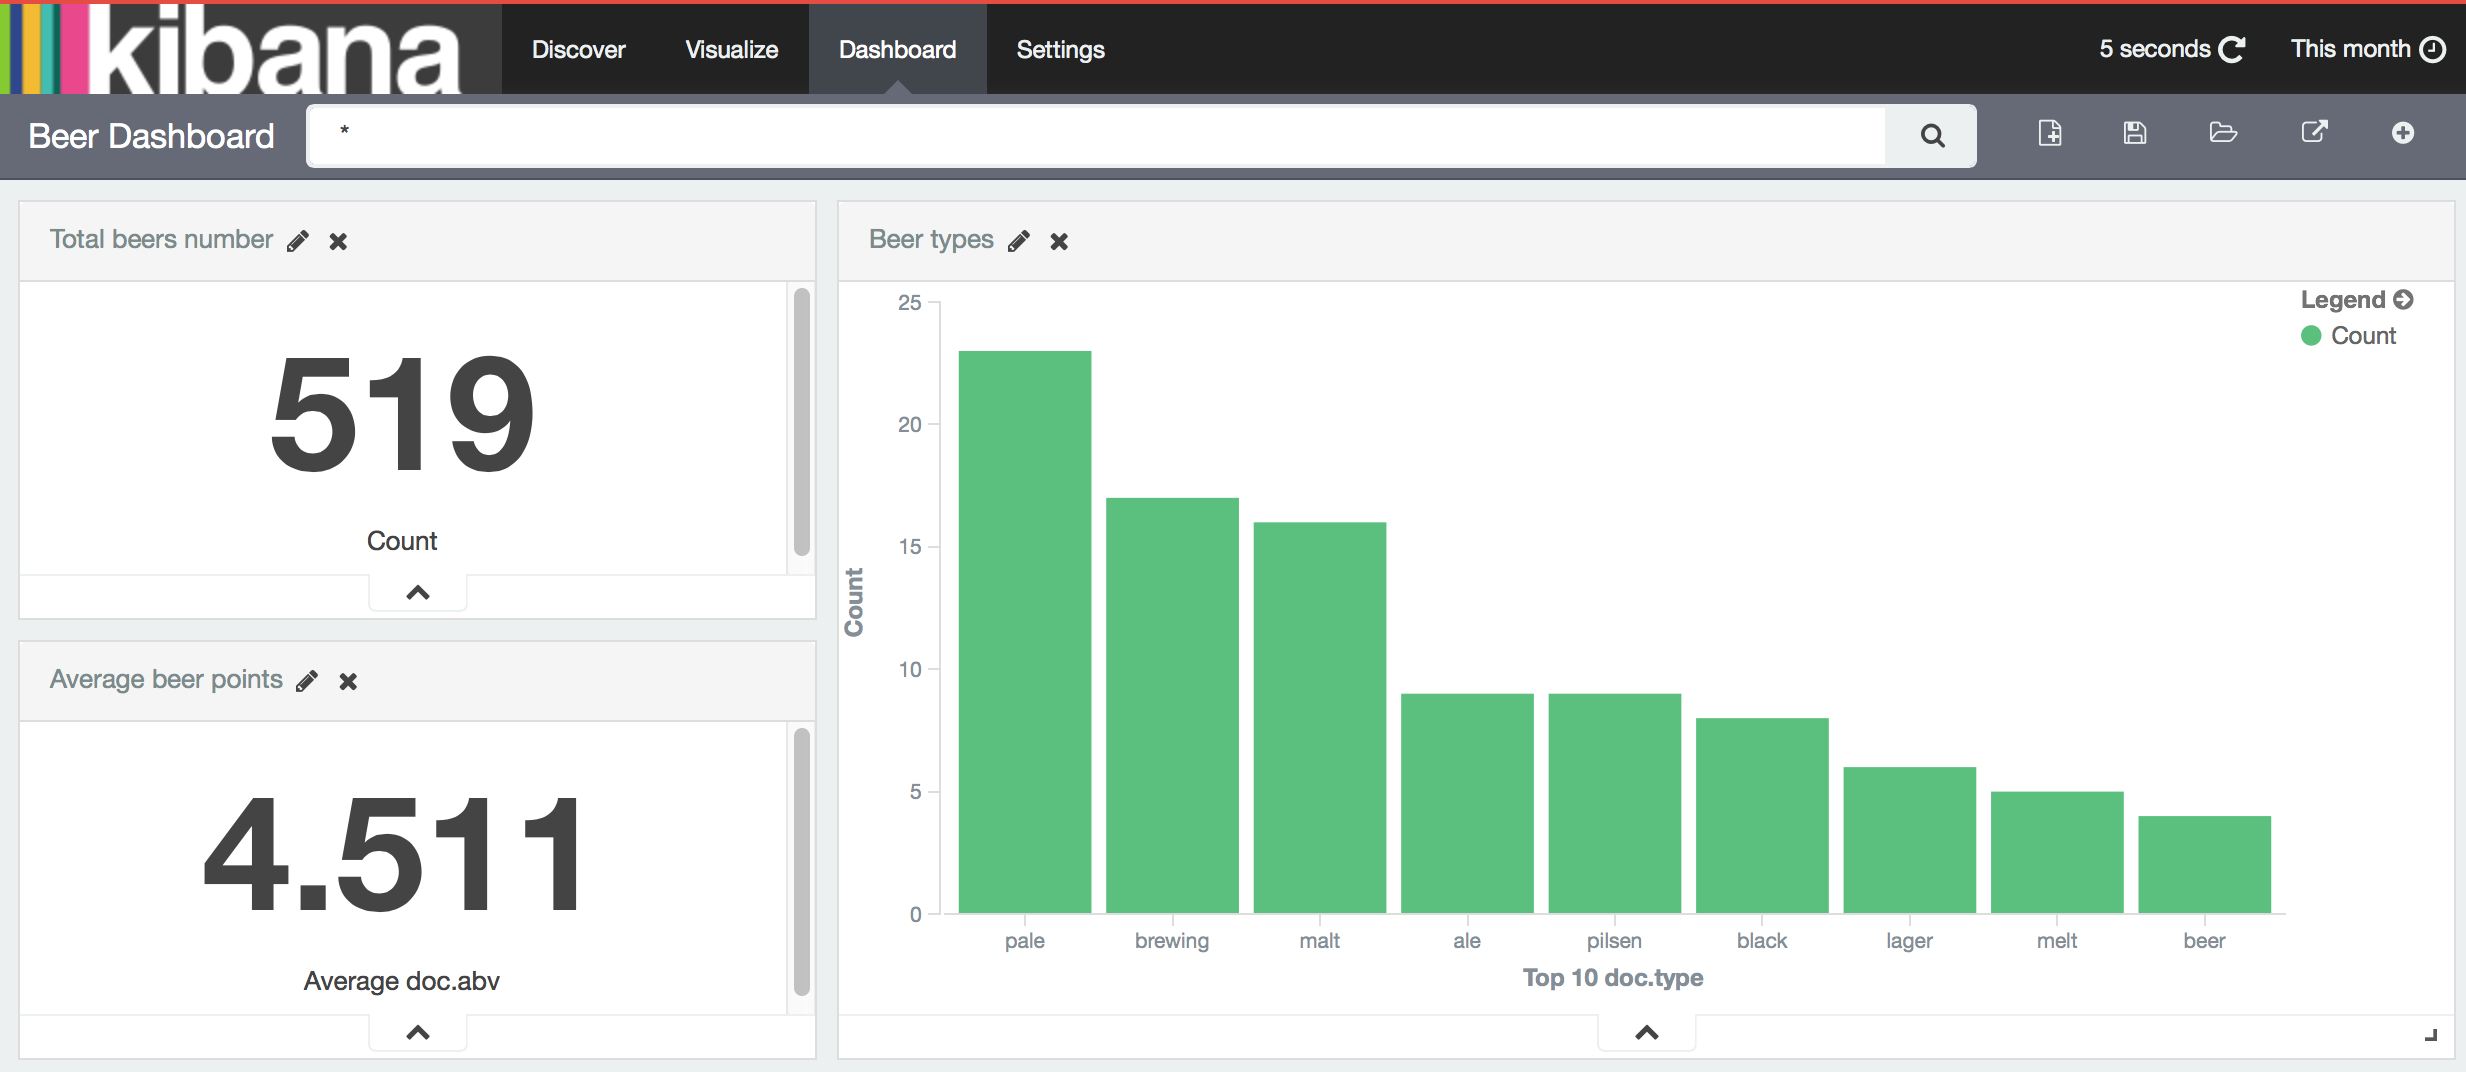 kibana Discover Visualize Dashboard Settings 5 seconds This month
Beer Dashboard *
Total beers number
519
Count
Average beer points
4.511
Average doc.abv
Beer types
Legend
Count
25
20
15
10
5
0
Count
pale brewing malt ale pilsen black lager melt beer
Top 10 doc.type